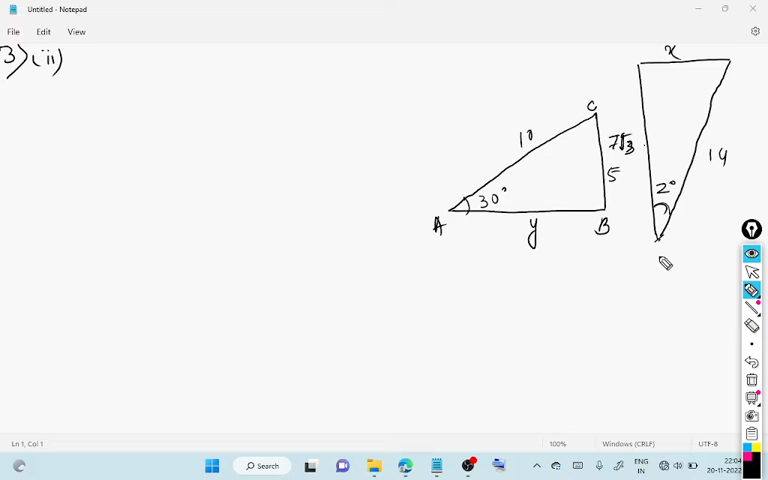 Untitled - Notepad
File Edit View
3) (ii)
x
C
10
7√3
14
5
30°
2°
A
y
B
Ln 1, Col 1
100%
Windows (CRLF)
UTF-8
Search
ENG
IN
22:04
20-11-2022